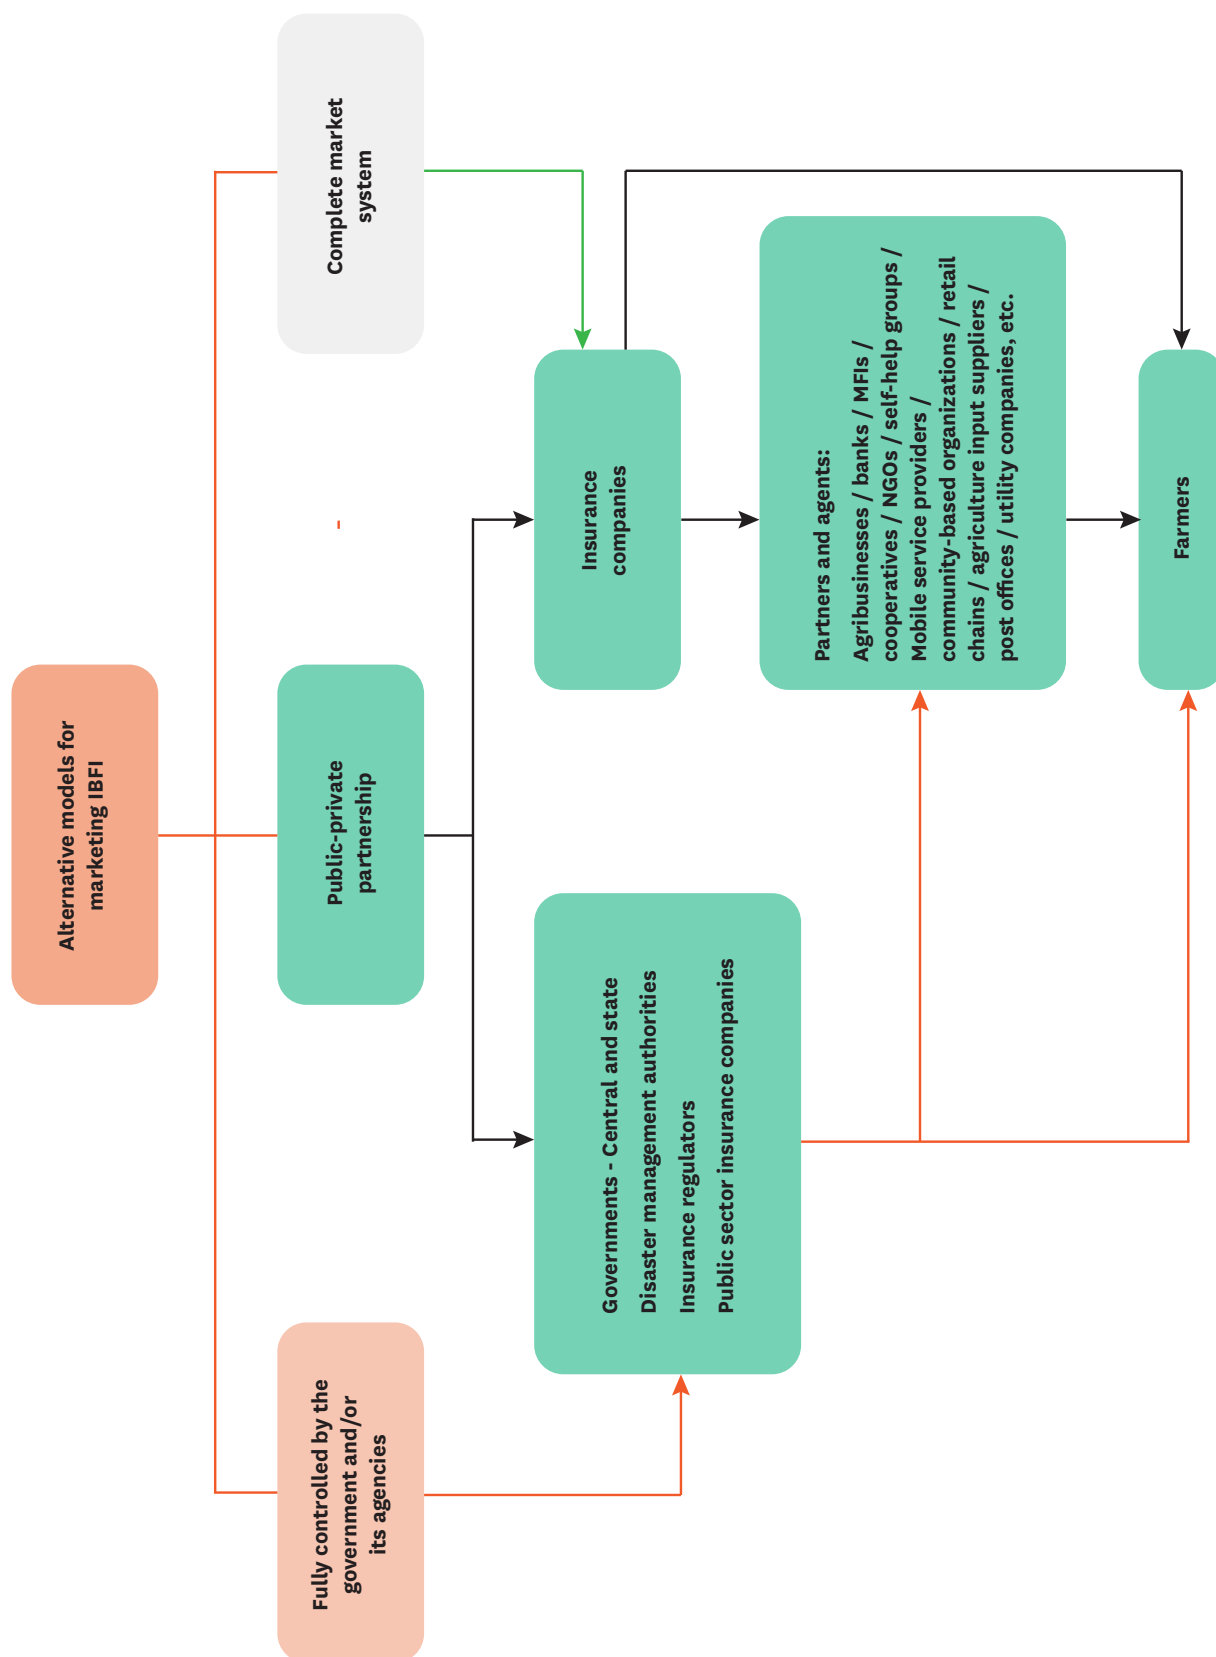 Alternative models for
marketing IBFI
Fully controlled by the
government and/or
its agencies
Public-private
partnership
Complete market
system
Governments - Central and state
Disaster management authorities
Insurance regulators
Public sector insurance companies
Insurance
companies
Partners and agents:
Agribusinesses / banks / MFIs /
cooperatives / NGOs / self-help groups /
Mobile service providers /
community-based organizations / retail
chains / agriculture input suppliers /
post offices / utility companies, etc.
Farmers